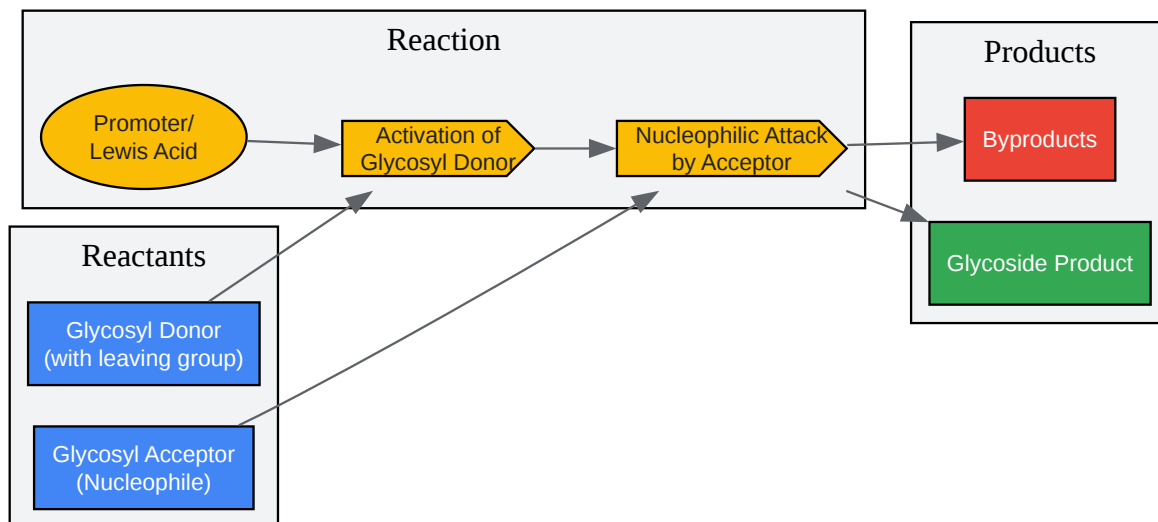 Reaction
Promoter/
Lewis Acid
Activation of
Glycosyl Donor
Nucleophilic Attack
by Acceptor
Products
Byproducts
Glycoside Product
Reactants
Glycosyl Donor
(with leaving group)
Glycosyl Acceptor
(Nucleophile)